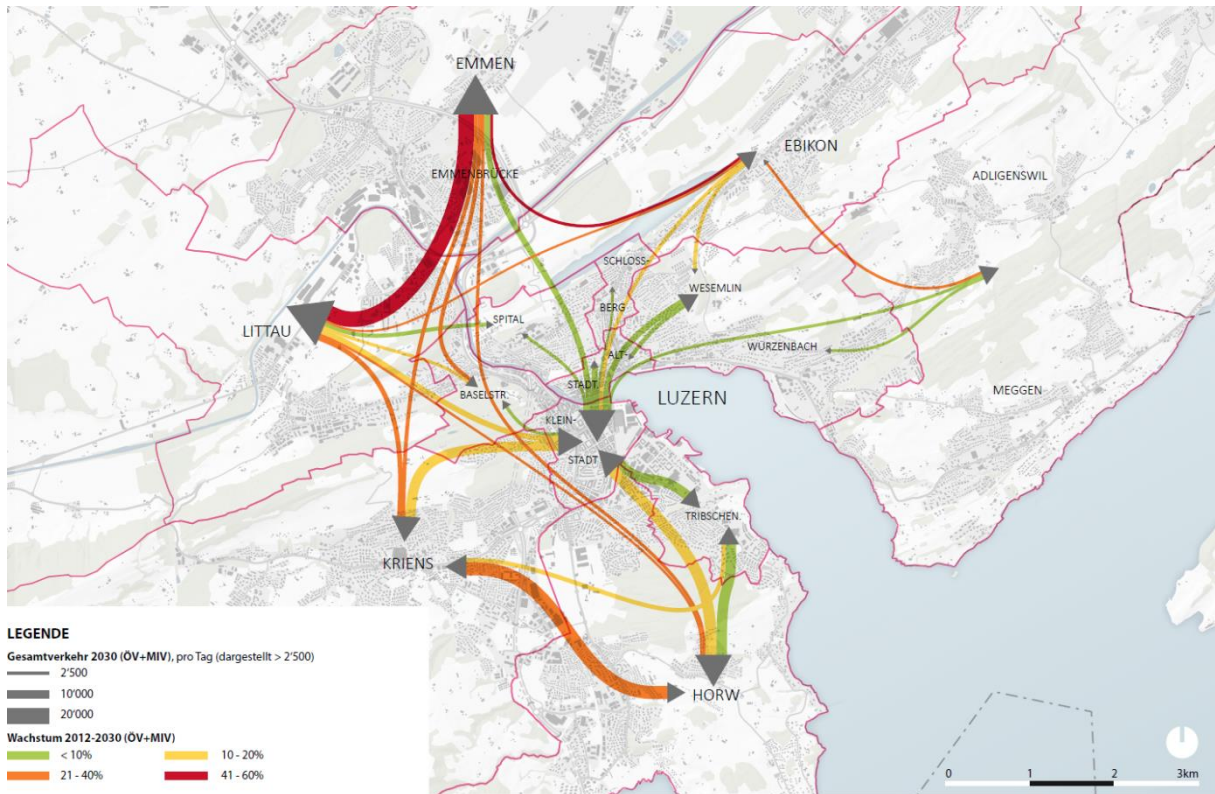 EMMEN
EBIKON
EMMENBRÜCKE
ADLIGENSWIL
SCHLOSS-
WESEMLIN
BERG
SPITAL
LITTAU
WÜRZENBACH
ALT-
STADT
MEGGEN
BASELSTR.
LUZERN
KLEIN-
STADT
TRIBSCHEN.
KRIENS
HORW
LEGENDE
Gesamtverkehr 2030 (ÖV+MIV), pro Tag (dargestellt > 2'500)
2'500
10'000
20'000
Wachstum 2012-2030 (ÖV+MIV)
< 10% 10 - 20%
21 - 40% 41 - 60%
0 1 2 3km